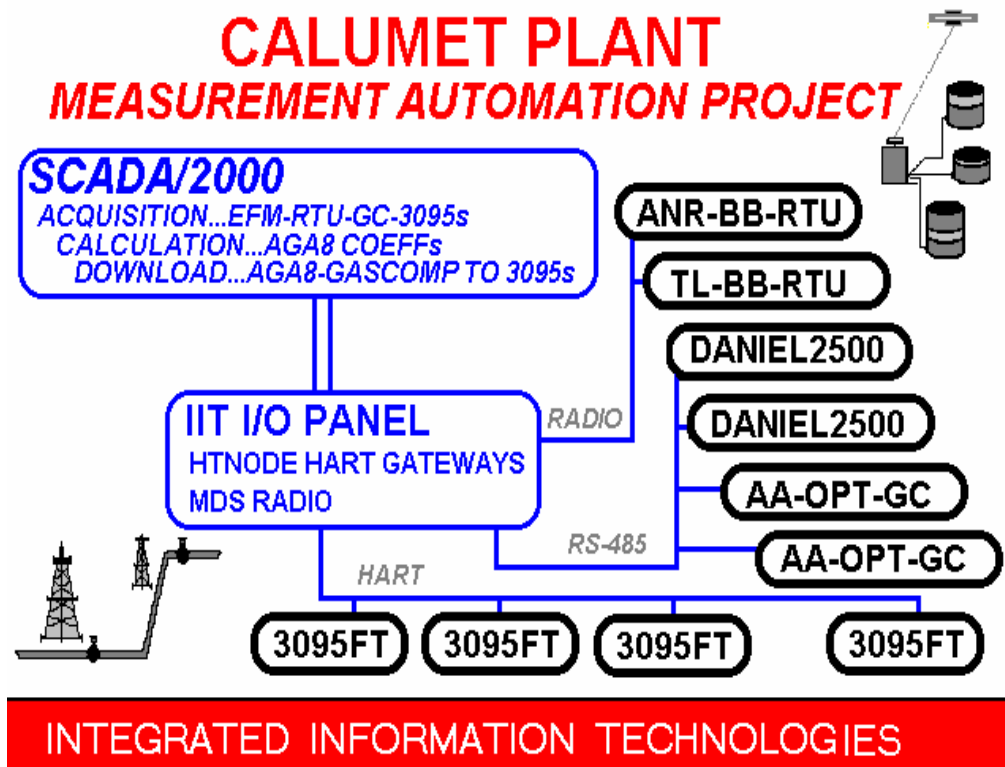 CALUMET PLANT
MEASUREMENT AUTOMATION PROJECT
SCADA/2000
ACQUISITION...EFM-RTU-GC-3095s
CALCULATION...AGA8 COEFFs
DOWNLOAD...AGA8-GASCOMP TO 3095s
ANR-BB-RTU
TL-BB-RTU
DANIEL2500
IIT I/O PANEL
HTNODE HART GATEWAYS
MDS RADIO
RADIO
DANIEL2500
AA-OPT-GC
RS-485
AA-OPT-GC
HART
3095FT
3095FT
3095FT
3095FT
INTEGRATED INFORMATION TECHNOLOGIES